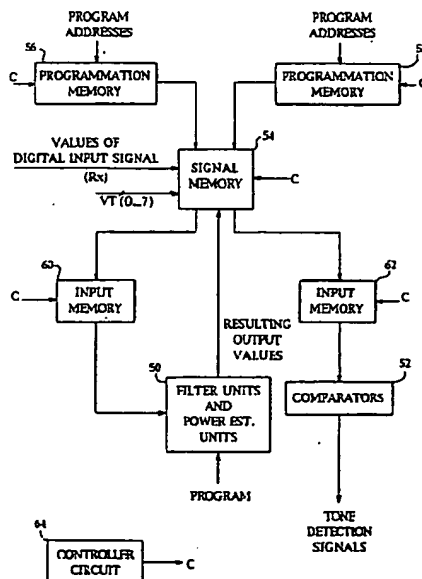 PROGRAM
ADDRESSES
PROGRAM
ADDRESSES
56
PROGRAMMATION
MEMORY
C
5
PROGRAMMATION
MEMORY
C
VALUES OF
DIGITAL INPUT SIGNAL
(Rx)
VT (0_7)
54
SIGNAL
MEMORY
C
60
INPUT
MEMORY
C
62
INPUT
MEMORY
C
RESULTING
OUTPUT
VALUES
50
FILTER UNITS
AND
POWER EST.
UNITS
52
COMPARATORS
PROGRAM
TONE
DETECTION
SIGNALS
64
CONTROLLER
CIRCUIT
C